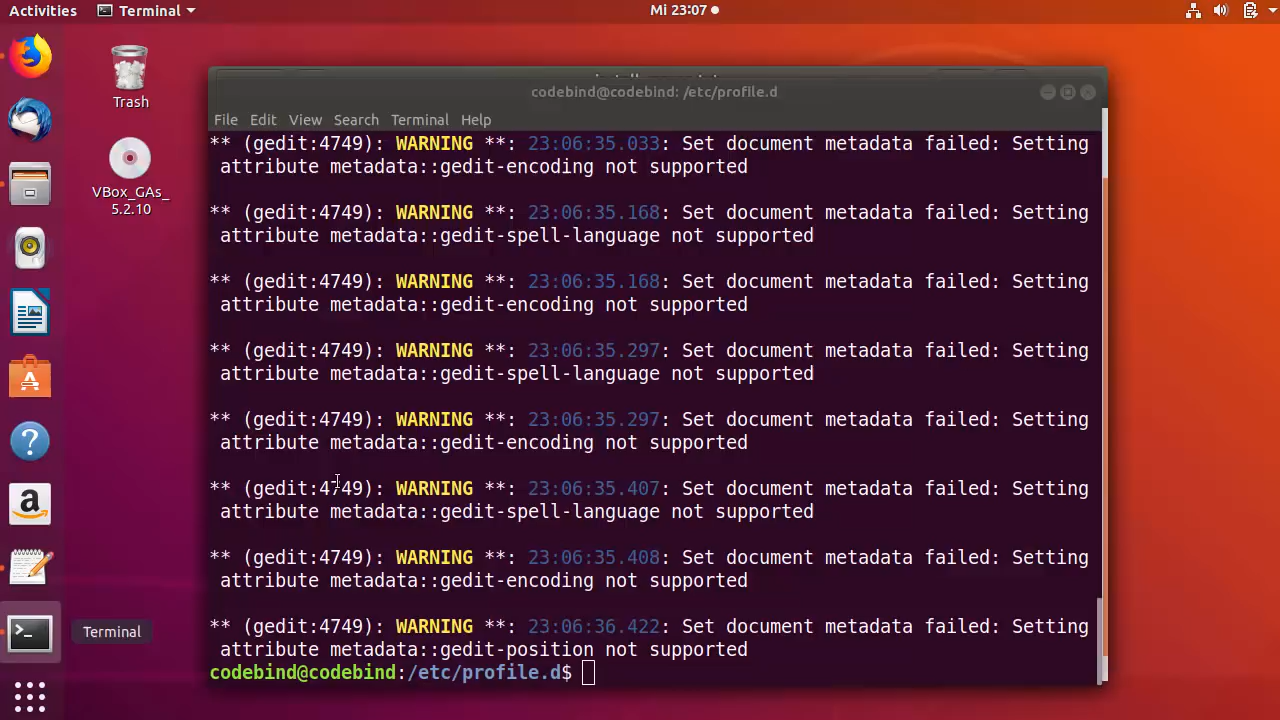 Activities
Terminal
Mi 23:07
Trash
VBox_GAs_
5.2.10
Terminal
codebind@codebind: /etc/profile.d
File Edit View Search Terminal Help
** (gedit:4749): WARNING **: 23:06:35.033: Set document metadata failed: Setting
attribute metadata::gedit-encoding not supported
** (gedit:4749): WARNING **: 23:06:35.168: Set document metadata failed: Setting
attribute metadata::gedit-spell-language not supported
** (gedit:4749): WARNING **: 23:06:35.168: Set document metadata failed: Setting
attribute metadata::gedit-encoding not supported
** (gedit:4749): WARNING **: 23:06:35.297: Set document metadata failed: Setting
attribute metadata::gedit-spell-language not supported
** (gedit:4749): WARNING **: 23:06:35.297: Set document metadata failed: Setting
attribute metadata::gedit-encoding not supported
** (gedit:4749): WARNING **: 23:06:35.407: Set document metadata failed: Setting
attribute metadata::gedit-spell-language not supported
** (gedit:4749): WARNING **: 23:06:35.408: Set document metadata failed: Setting
attribute metadata::gedit-encoding not supported
** (gedit:4749): WARNING **: 23:06:36.422: Set document metadata failed: Setting
attribute metadata::gedit-position not supported
codebind@codebind:/etc/profile.d$